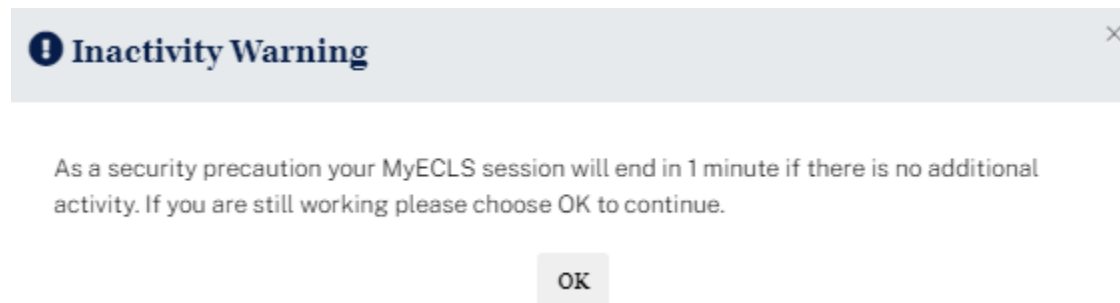 Inactivity Warning
As a security precaution your MyECLS session will end in 1 minute if there is no additional
activity. If you are still working please choose OK to continue.
OK